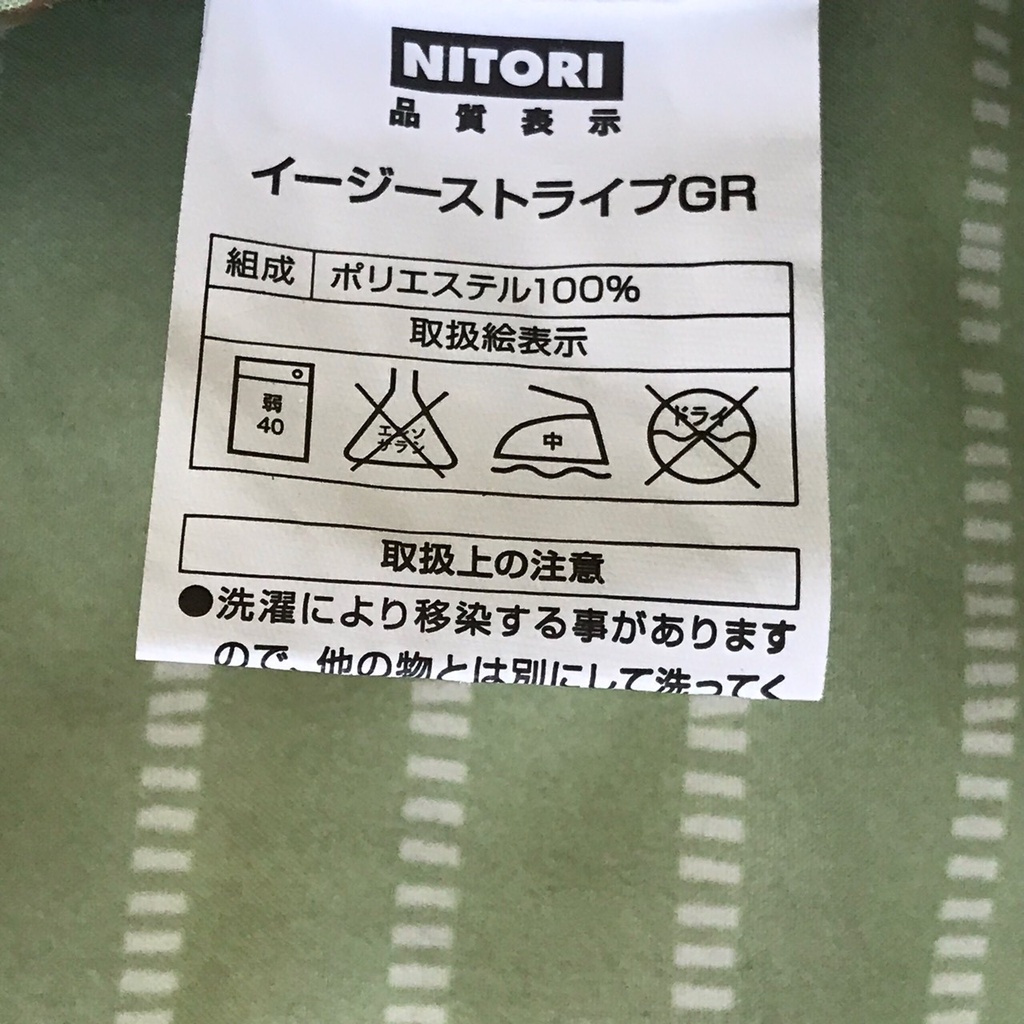 NITORI
品質表示
イージーストライプGR
組成 ポリエステル100%
取扱絵表示
弱
40
エンソ
サラシ
中
ドライ
取扱上の注意
●洗濯により移染する事があります
ので、他の物とは別にして洗ってく